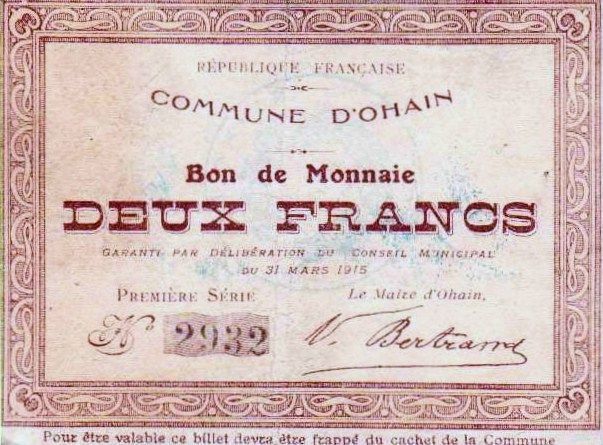 RÉPUBLIQUE FRANÇAISE
COMMUNE D'OHAIN
Bon de Monnaie
DEUX FRANCS
GARANTI PAR DÉLIBÉRATION DU CONSEIL MUNICIPAL
DU 31 MARS 1915
PREMIÈRE SÉRIE
Le Maire d'Ohain,
No 2932
V. Bertrand
Pour être valable ce billet devra être frappé du cachet de la Commune